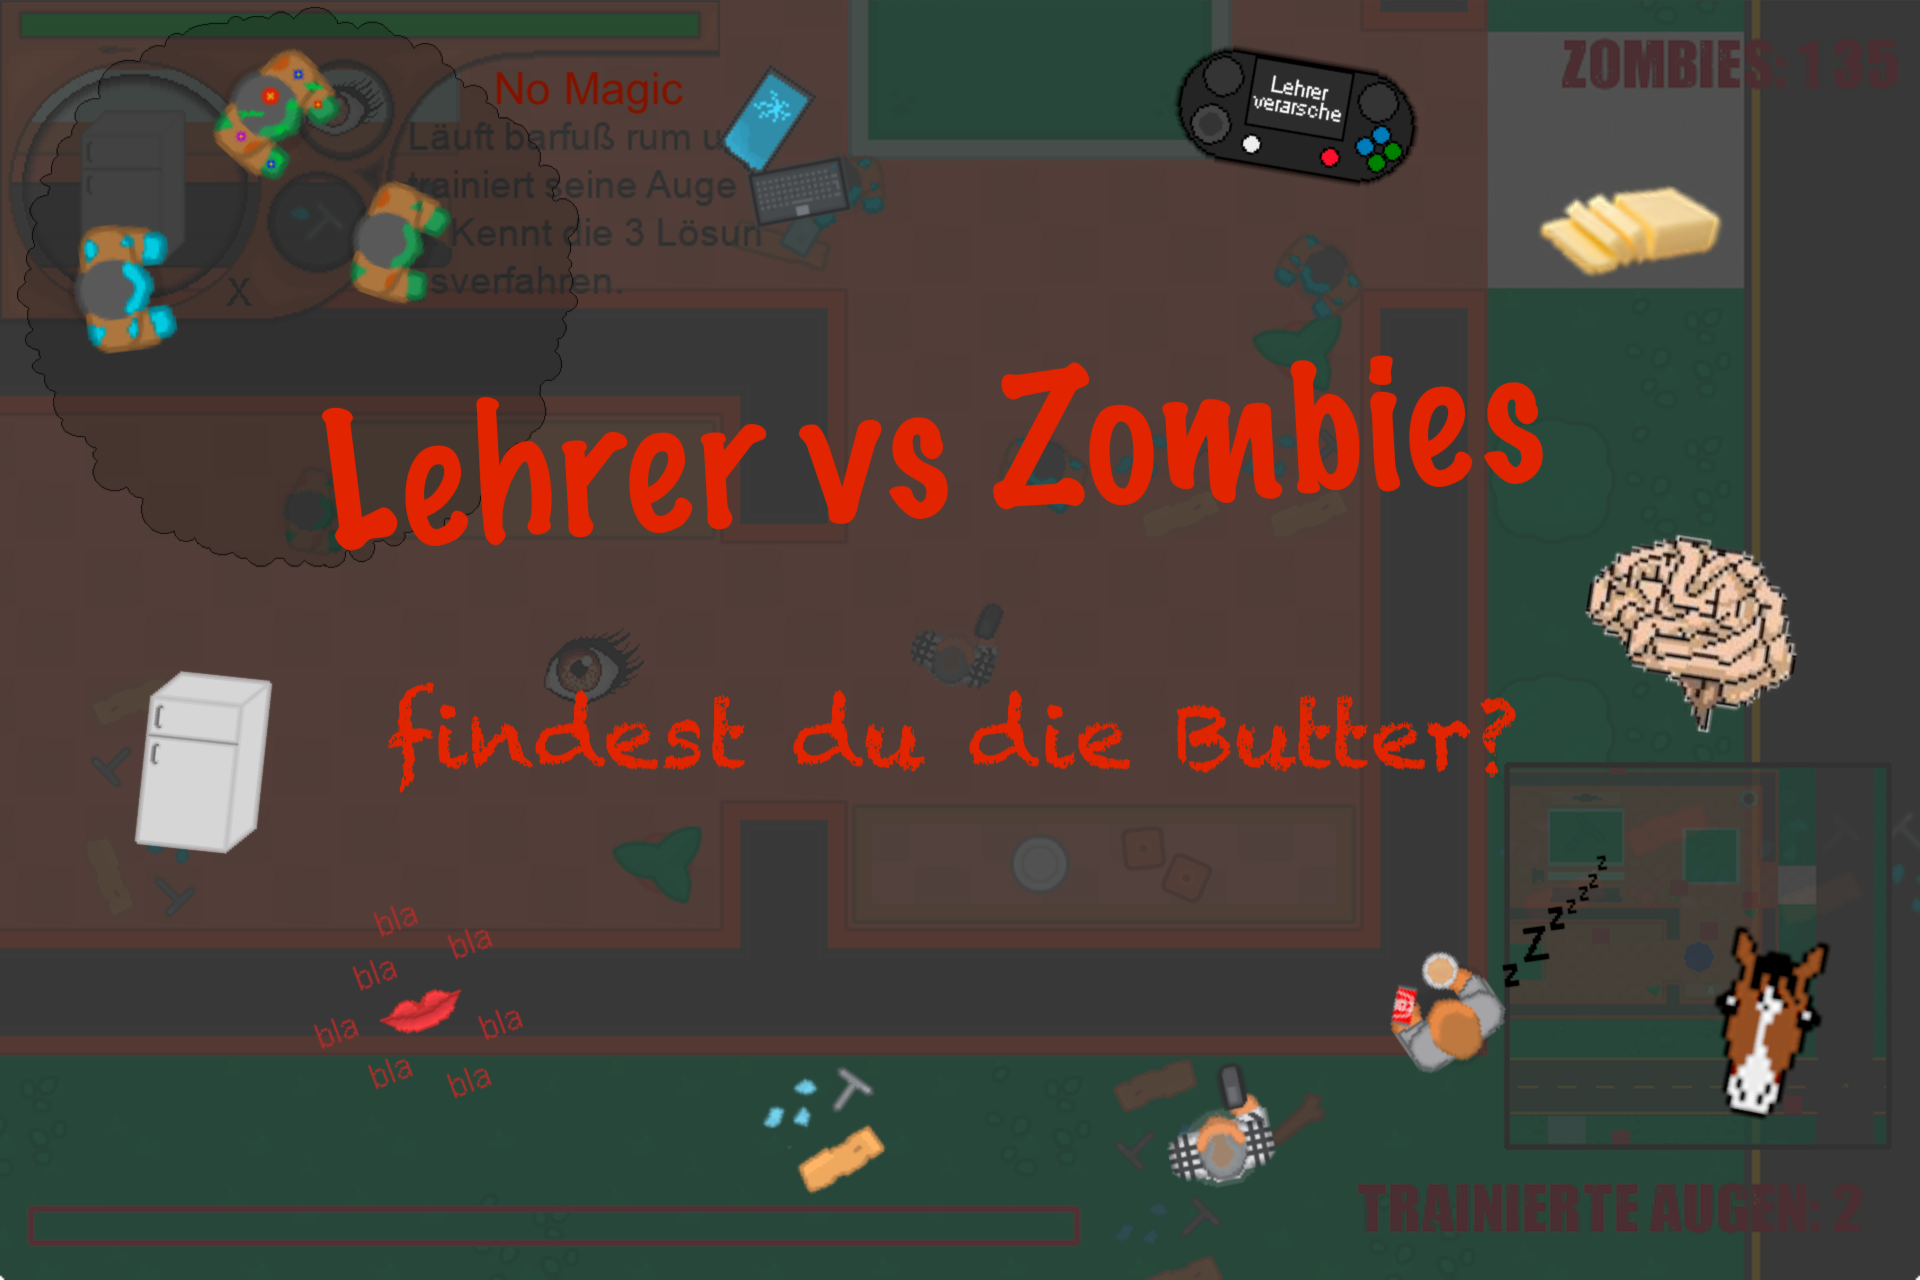 ZOMBIES: 135
No Magic
Läuft barfuß rum u
trainiert seine Auge
Kennt die 3 Lösun
sverfahren.
X
Lehrer
verarsche
Lehrer vs Zombies
findest du die Butter?
z z z z z z z
bla
bla
bla
bla
bla
bla
bla
TRAINIERTE AUGEN: 2